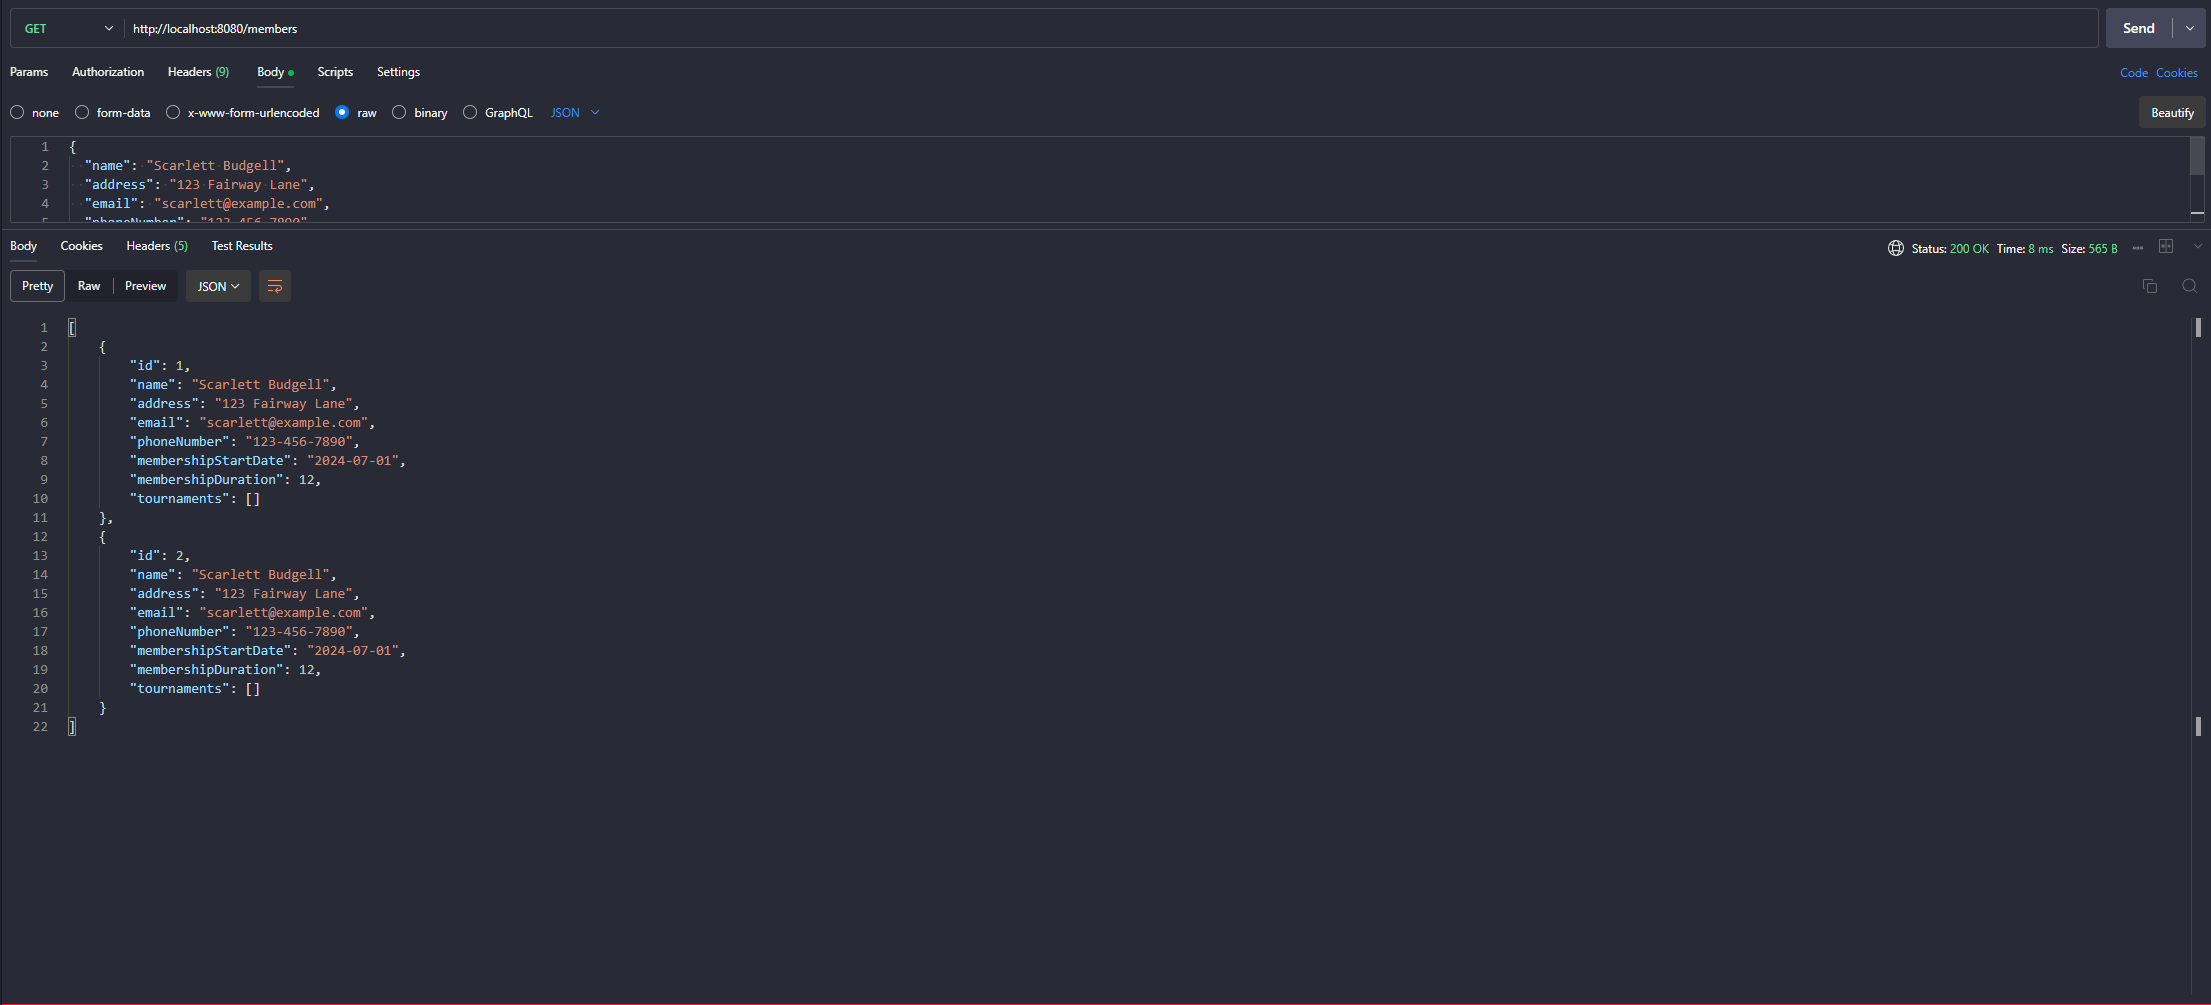 GET http://localhost:8080/members Send
Params Authorization Headers (9) Body Scripts Settings Code Cookies
none form-data x-www-form-urlencoded raw binary GraphQL JSON Beautify
1 {
2 "name": "Scarlett Budgell",
3 "address": "123 Fairway Lane",
4 "email": "scarlett@example.com",
5 "phoneNumber": "123-456-7890"
Body Cookies Headers (5) Test Results Status: 200 OK Time: 8 ms Size: 565 B
Pretty Raw Preview JSON
1 [
2 {
3 "id": 1,
4 "name": "Scarlett Budgell",
5 "address": "123 Fairway Lane",
6 "email": "scarlett@example.com",
7 "phoneNumber": "123-456-7890",
8 "membershipStartDate": "2024-07-01",
9 "membershipDuration": 12,
10 "tournaments": []
11 },
12 {
13 "id": 2,
14 "name": "Scarlett Budgell",
15 "address": "123 Fairway Lane",
16 "email": "scarlett@example.com",
17 "phoneNumber": "123-456-7890",
18 "membershipStartDate": "2024-07-01",
19 "membershipDuration": 12,
20 "tournaments": []
21 }
22 ]